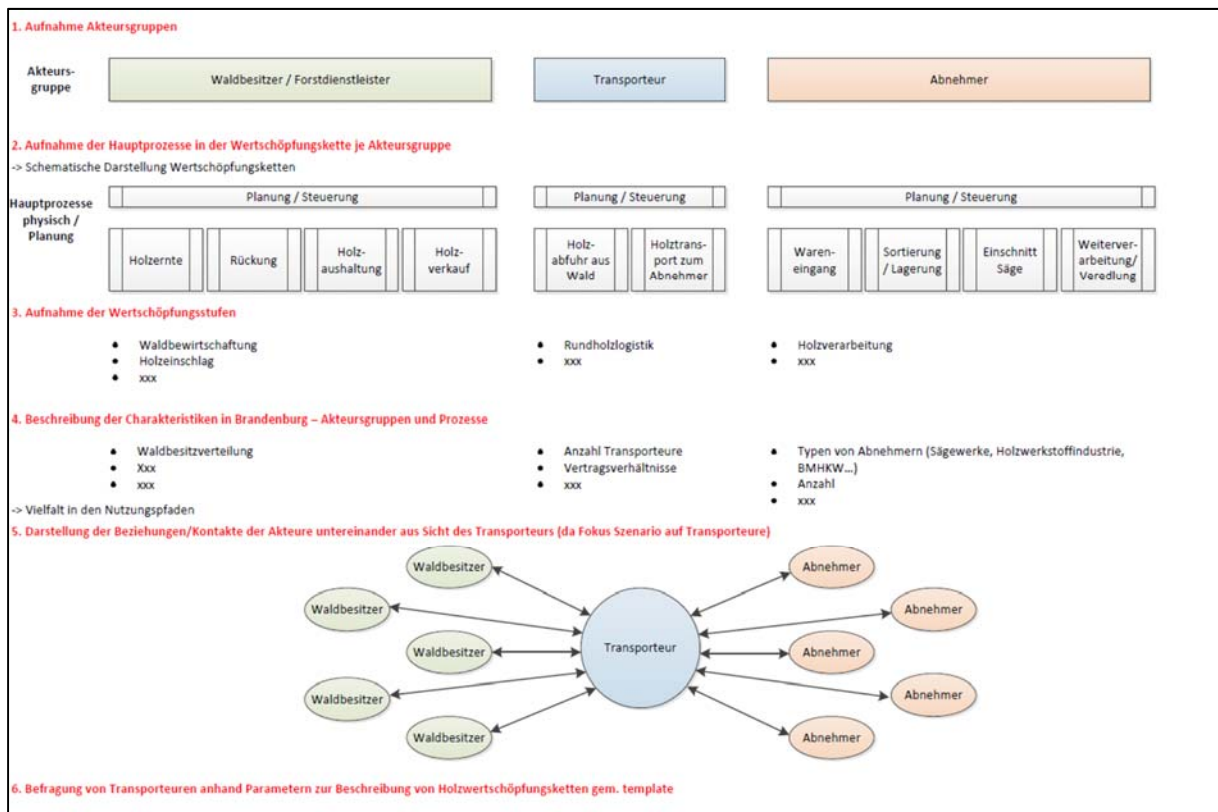 1. Aufnahme Akteursgruppen
Akteurs-
gruppe
Waldbesitzer / Forstdienstleister
Transporteur
Abnehmer
2. Aufnahme der Hauptprozesse in der Wertschöpfungskette je Akteursgruppe
-> Schematische Darstellung Wertschöpfungsketten
Hauptprozesse
physisch /
Planung
Planung / Steuerung
Planung / Steuerung
Planung / Steuerung
Holzernte
Rückung
Holz-
aushaltung
Holz-
verkauf
Holz-
abfuhr aus
Wald
Holztrans-
port zum
Abnehmer
Waren-
eingang
Sortierung
/ Lagerung
Einschnitt
Säge
Weiterver-
arbeitung/
Veredlung
3. Aufnahme der Wertschöpfungsstufen
• Waldbewirtschaftung
• Holzeinschlag
• xxx
• Rundholzlogistik
• xxx
• Holzverarbeitung
• xxx
4. Beschreibung der Charakteristiken in Brandenburg – Akteursgruppen und Prozesse
• Waldbesitzverteilung
• Xxx
• xxx
• Anzahl Transporteure
• Vertragsverhältnisse
• xxx
• Typen von Abnehmern (Sägewerke, Holzwerkstoffindustrie,
BMHKW...)
• Anzahl
• xxx
-> Vielfalt in den Nutzungspfaden
5. Darstellung der Beziehungen/Kontakte der Akteure untereinander aus Sicht des Transporteurs (da Fokus Szenario auf Transporteure)
Waldbesitzer
Waldbesitzer
Waldbesitzer
Waldbesitzer
Waldbesitzer
Transporteur
Abnehmer
Abnehmer
Abnehmer
Abnehmer
Abnehmer
6. Befragung von Transporteuren anhand Parametern zur Beschreibung von Holzwertschöpfungsketten gem. template